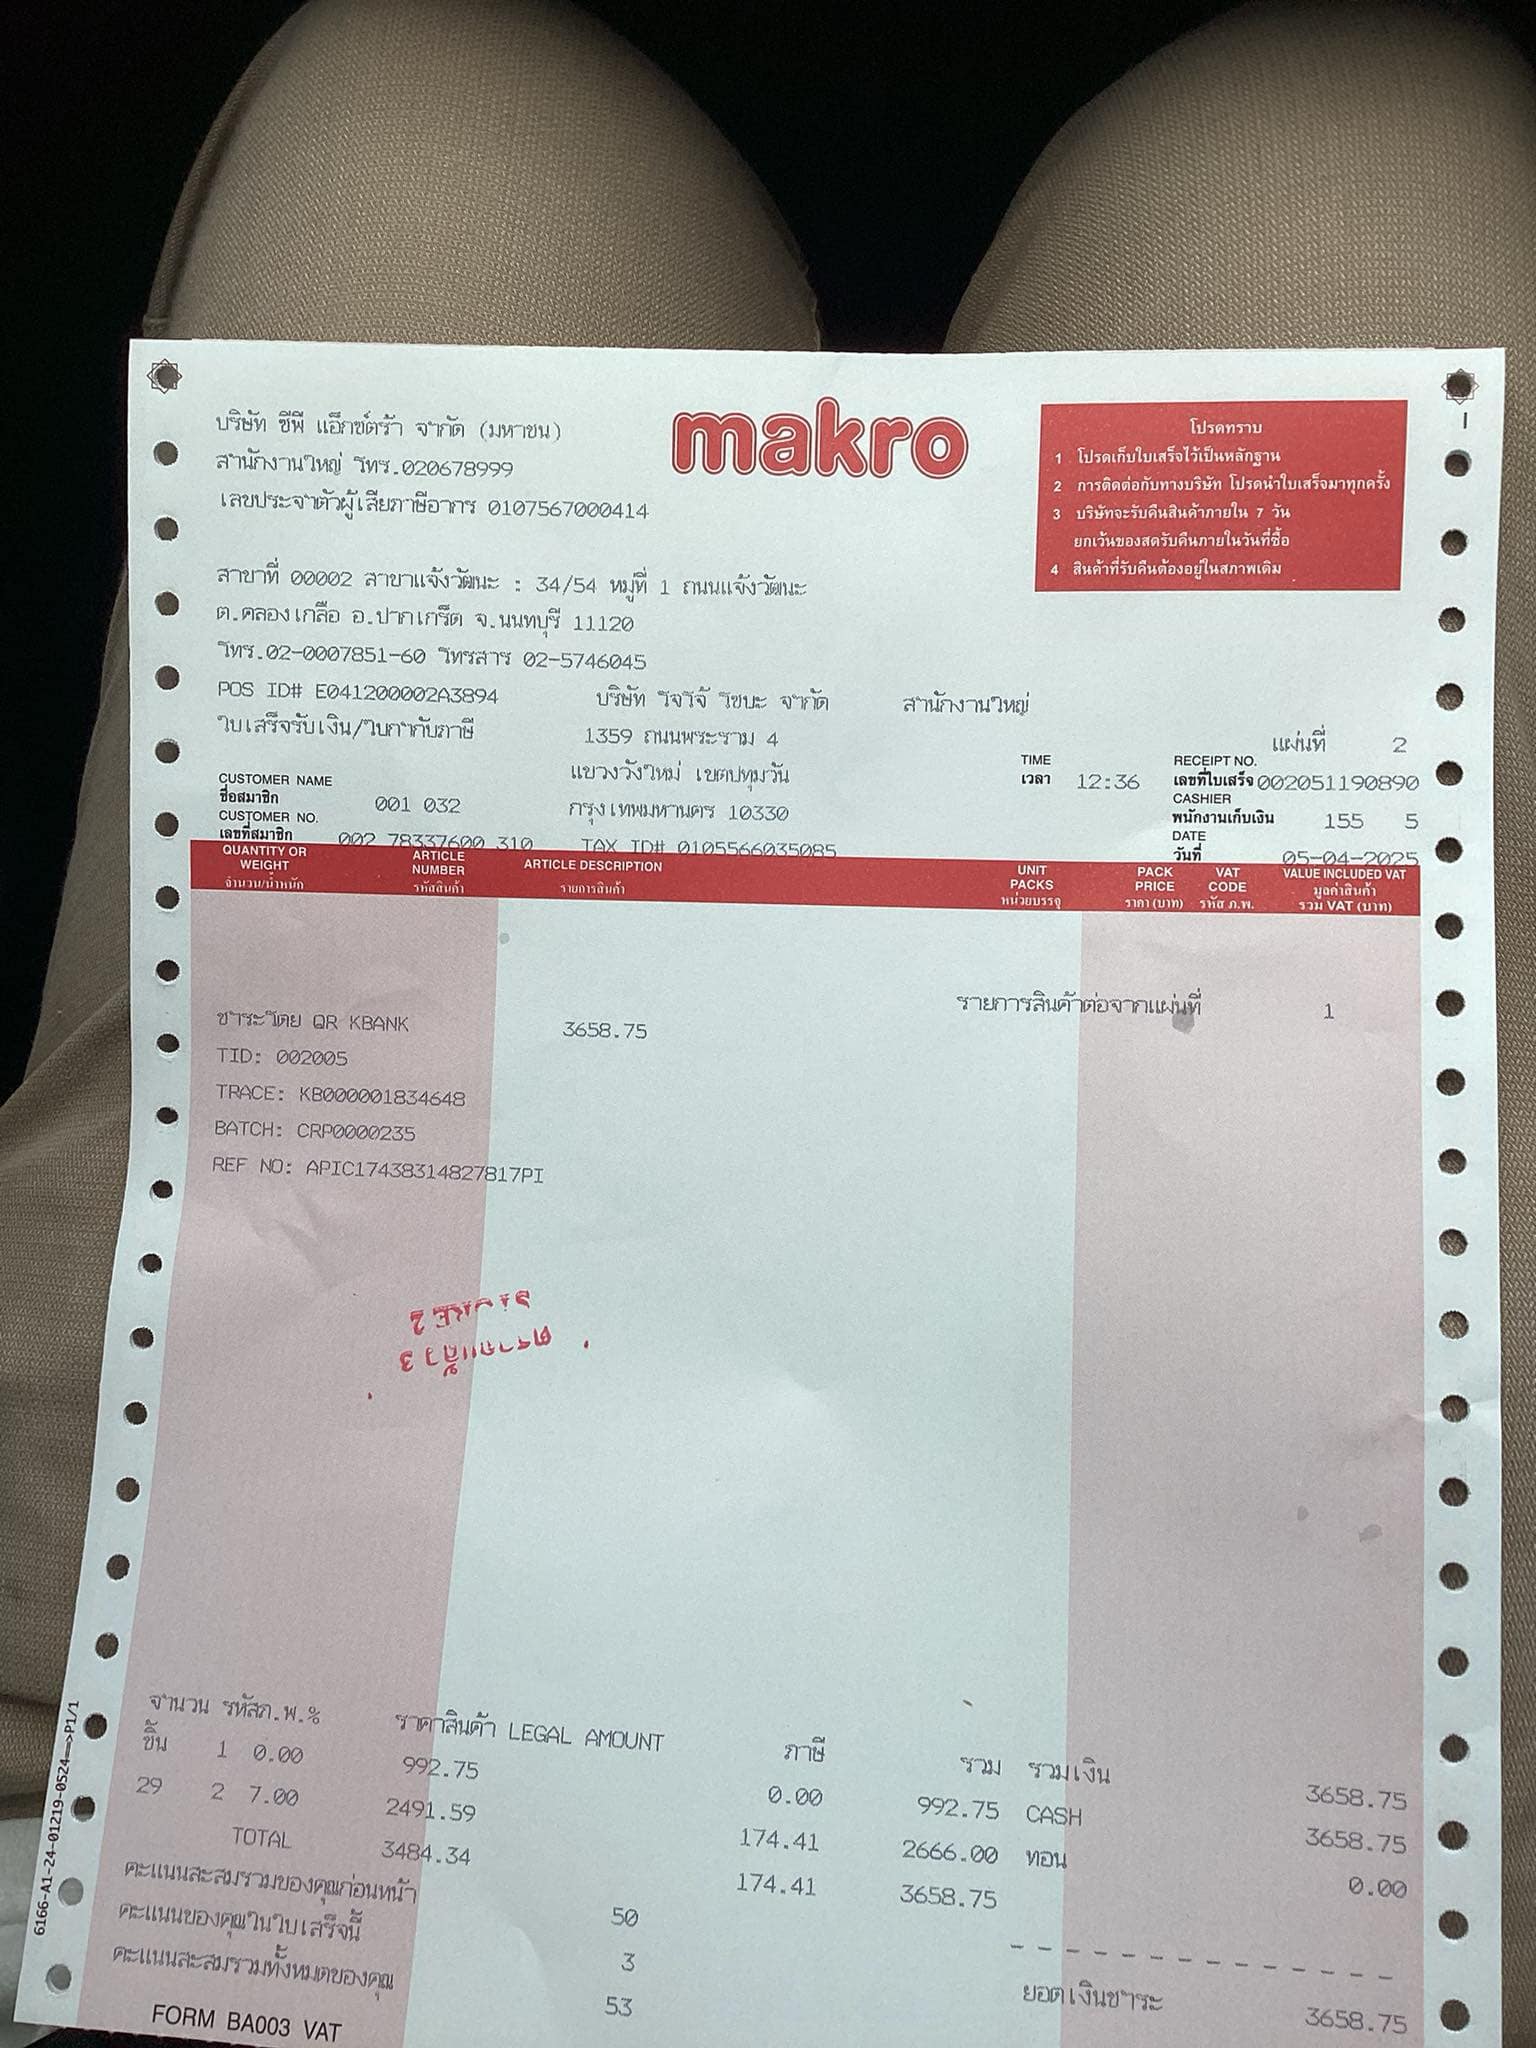 บริษัท ซีพี แอ็กซ์ตร้า จำกัด (มหาชน)
สำนักงานใหญ่ โทร.020678999
เลขประจำตัวผู้เสียภาษีอากร 0107567000414
makro
โปรดทราบ
1 โปรดเก็บใบเสร็จไว้เป็นหลักฐาน
2 การติดต่อกับทางบริษัท โปรดนำใบเสร็จมาทุกครั้ง
3 บริษัทจะรับคืนสินค้าภายใน 7 วัน
ยกเว้นของสดรับคืนภายในวันที่ซื้อ
4 สินค้าที่รับคืนต้องอยู่ในสภาพเดิม
สาขาที่ 00002 สาขาแจ้งวัฒนะ : 34/54 หมู่ที่ 1 ถนนแจ้งวัฒนะ
ต.คลองเกลือ อ.ปากเกร็ด จ.นนทบุรี 11120
โทร.02-0007851-60 โทรสาร 02-5746045
POS ID# E041200002A3894 บริษัท โจโจ้ โซบะ จำกัด สำนักงานใหญ่
ใบเสร็จรับเงิน/ใบกำกับภาษี 1359 ถนนพระราม 4 แผ่นที่ 2
แขวงวังใหม่ เขตปทุมวัน TIME RECEIPT NO.
CUSTOMER NAME เวลา 12:36 เลขที่ใบเสร็จ 002051190890
ชื่อสมาชิก 001 032 กรุงเทพมหานคร 10330 CASHIER
CUSTOMER NO. พนักงานเก็บเงิน 155 5
เลขที่สมาชิก 002 78337600 310 TAX ID# 0105566035085 DATE
วันที่ 05-04-2025
QUANTITY OR WEIGHT ARTICLE NUMBER ARTICLE DESCRIPTION UNIT PACKS PACK PRICE VAT CODE VALUE INCLUDED VAT
จำนวน/น้ำหนัก รหัสสินค้า รายการสินค้า หน่วยบรรจุ ราคา (บาท) รหัส ภ.พ. มูลค่าสินค้า รวม VAT (บาท)
รายการสินค้าต่อจากแผ่นที่ 1
ชำระโดย QR KBANK 3658.75
TID: 002005
TRACE: KB000001834648
BATCH: CRP0000235
REF NO: APIC17438314827817PI
ตรวจแล้ว 3
จำนวน รหัสภ.พ.% ราคาสินค้า LEGAL AMOUNT ภาษี รวม รวมเงิน 3658.75
ชิ้น 1 0.00 992.75 0.00 992.75 CASH 3658.75
29 2 7.00 2491.59 174.41 2666.00 ทอน 0.00
TOTAL 3484.34 174.41 3658.75
คะแนนสะสมรวมของคุณก่อนหน้า 50
คะแนนของคุณในใบเสร็จนี้ 3
คะแนนสะสมรวมทั้งหมดของคุณ 53
ยอดเงินชำระ 3658.75
FORM BA003 VAT
6166-A1-24-01219-0524==>P1/1